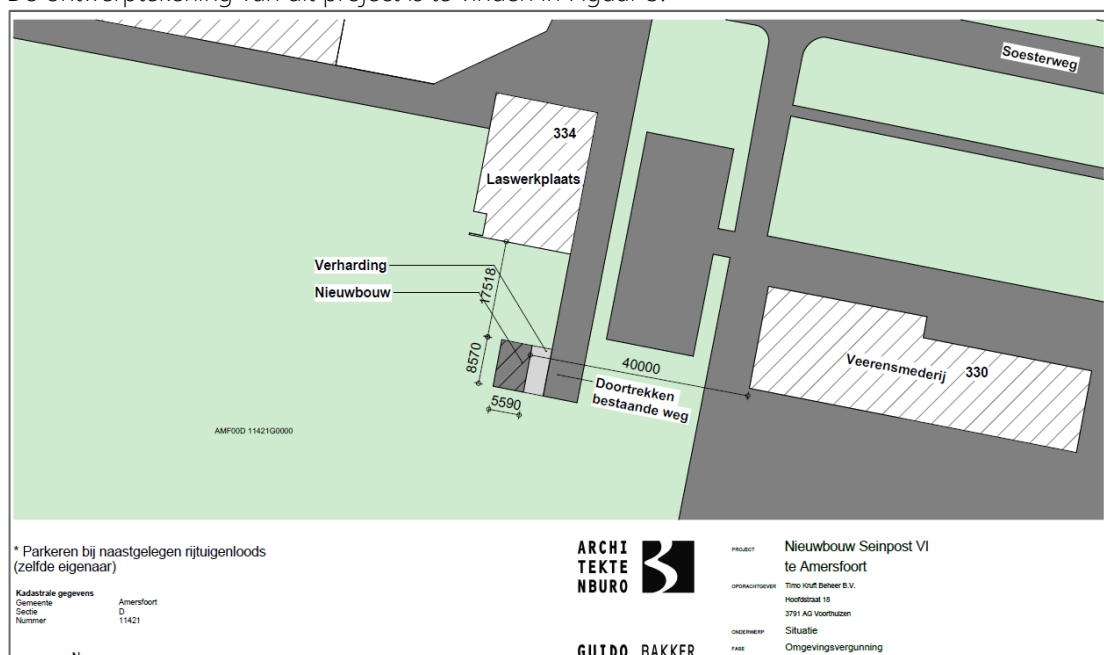 De ontwerptekening van dit project is te vinden in Figuur 3.
Soesterweg
334
Laswerkplaats
Verharding
Nieuwbouw
17518
8570
5590
40000
Doortrekken
bestaande weg
Veerensmederij 330
AMF00D 11421G0000
* Parkeren bij naastgelegen rijtuigenloods
(zelfde eigenaar)
Kadastrale gegevens
Gemeente Amersfoort
Sectie D
Nummer 11421
N
ARCHI
TEKTE
NBURO
GUIDO BAKKER
PROJECT Nieuwbouw Seinpost VI
te Amersfoort
OPDRACHTGEVER Timo Kruft Beheer B.V.
Hoofdstraat 18
3791 AG Voorthuizen
ONDERWERP Situatie
FASE Omgevingsvergunning